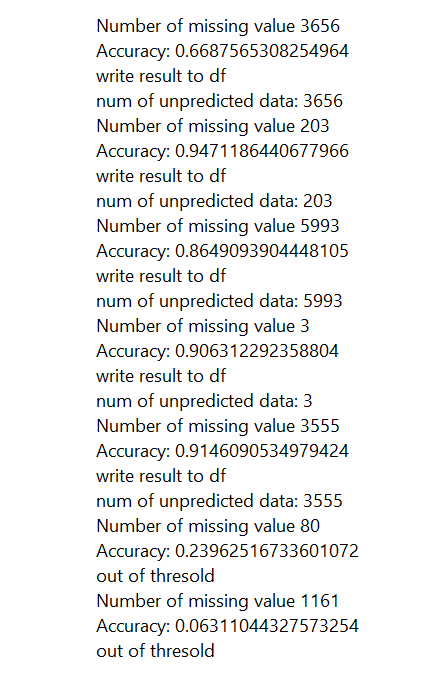 Number of missing value 3656
Accuracy: 0.6687565308254964
write result to df
num of unpredicted data: 3656
Number of missing value 203
Accuracy: 0.9471186440677966
write result to df
num of unpredicted data: 203
Number of missing value 5993
Accuracy: 0.8649093904448105
write result to df
num of unpredicted data: 5993
Number of missing value 3
Accuracy: 0.906312292358804
write result to df
num of unpredicted data: 3
Number of missing value 3555
Accuracy: 0.9146090534979424
write result to df
num of unpredicted data: 3555
Number of missing value 80
Accuracy: 0.23962516733601072
out of thresold
Number of missing value 1161
Accuracy: 0.06311044327573254
out of thresold